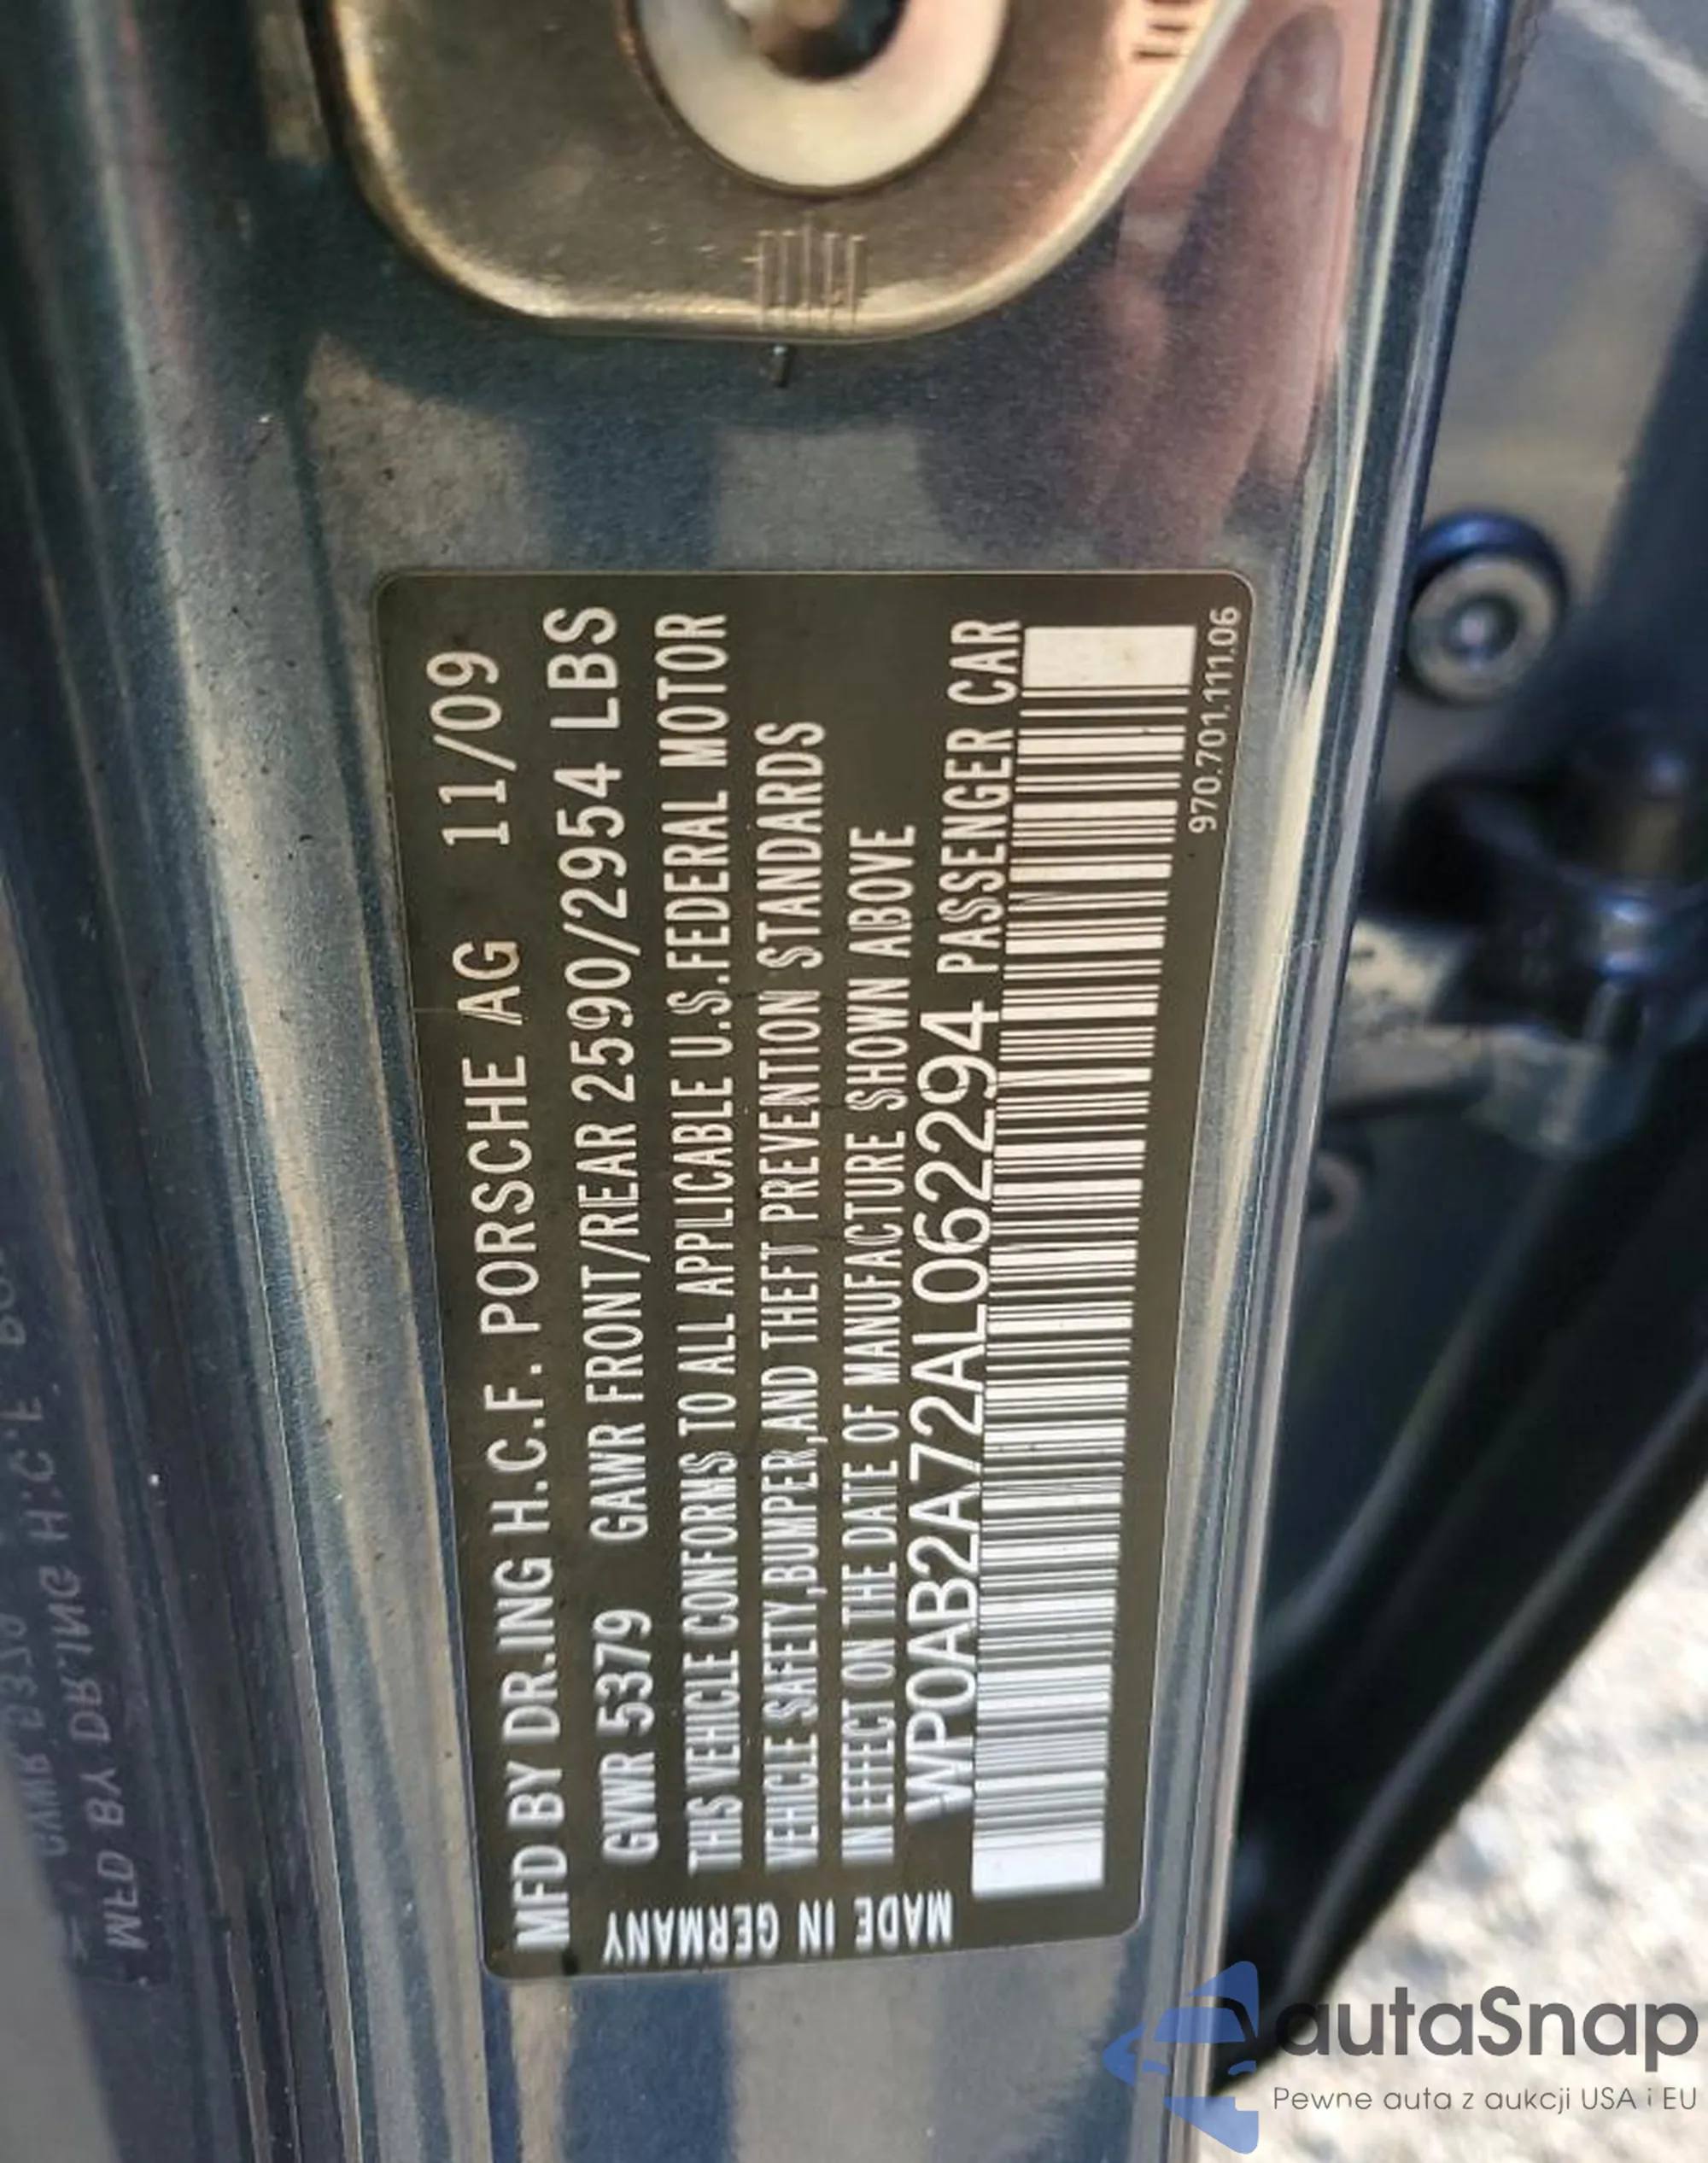 MFD BY DR.ING H.C.F. PORSCHE AG 11/09
GVWR 5379 GAWR FRONT/REAR 2590/2954 LBS
THIS VEHICLE CONFORMS TO ALL APPLICABLE U.S.FEDERAL MOTOR
VEHICLE SAFETY,BUMPER,AND THEFT PREVENTION STANDARDS
IN EFFECT ON THE DATE OF MANUFACTURE SHOWN ABOVE
WP0AB2A72AL062294 PASSENGER CAR
970.701.111.06
MADE IN GERMANY
autaSnap
Pewne auta z aukcji USA i EU